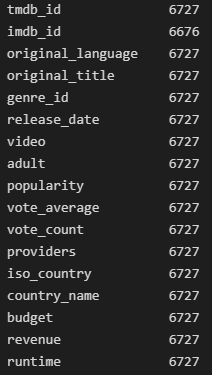 tmdb_id 6727
imdb_id 6676
original_language 6727
original_title 6727
genre_id 6727
release_date 6727
video 6727
adult 6727
popularity 6727
vote_average 6727
vote_count 6727
providers 6727
iso_country 6727
country_name 6727
budget 6727
revenue 6727
runtime 6727